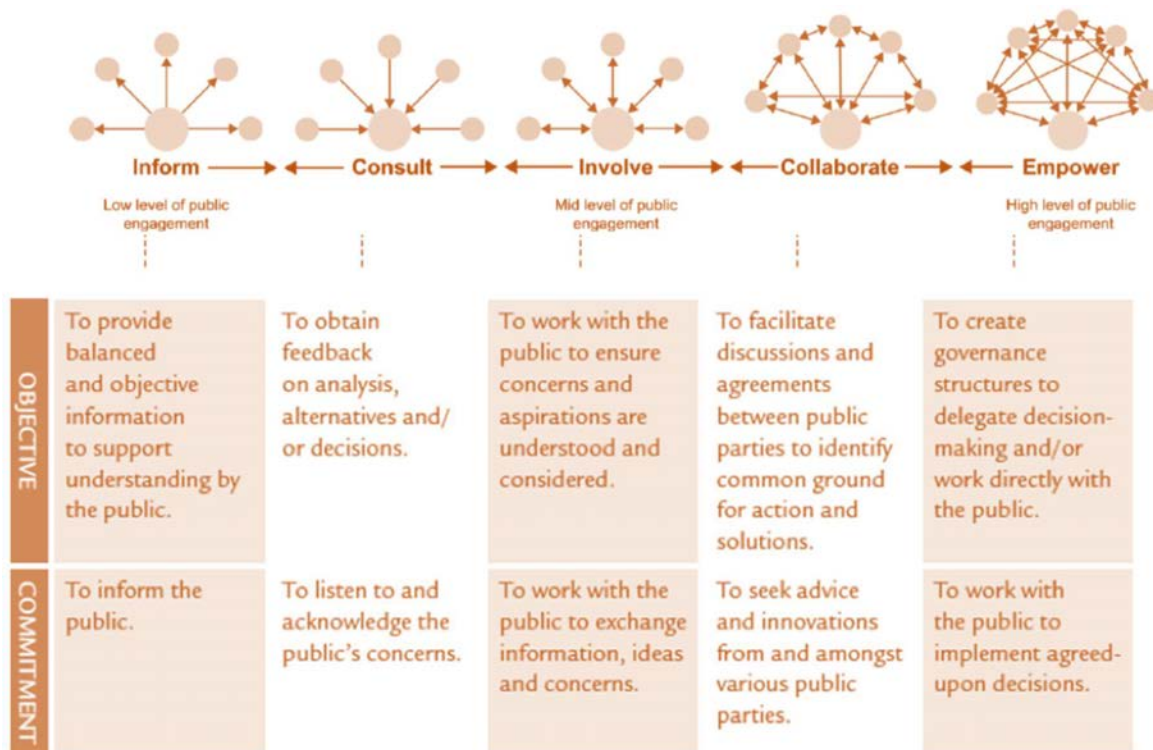 Inform
Consult
Involve
Collaborate
Empower
Low level of public
engagement
Mid level of public
engagement
High level of public
engagement
OBJECTIVE
To provide
balanced
and objective
information
to support
understanding by
the public.
To obtain
feedback
on analysis,
alternatives and/
or decisions.
To work with the
public to ensure
concerns and
aspirations are
understood and
considered.
To facilitate
discussions and
agreements
between public
parties to identify
common ground
for action and
solutions.
To create
governance
structures to
delegate decision-
making and/or
work directly with
the public.
COMMITMENT
To inform the
public.
To listen to and
acknowledge the
public's concerns.
To work with the
public to exchange
information, ideas
and concerns.
To seek advice
and innovations
from and amongst
various public
parties.
To work with
the public to
implement agreed-
upon decisions.